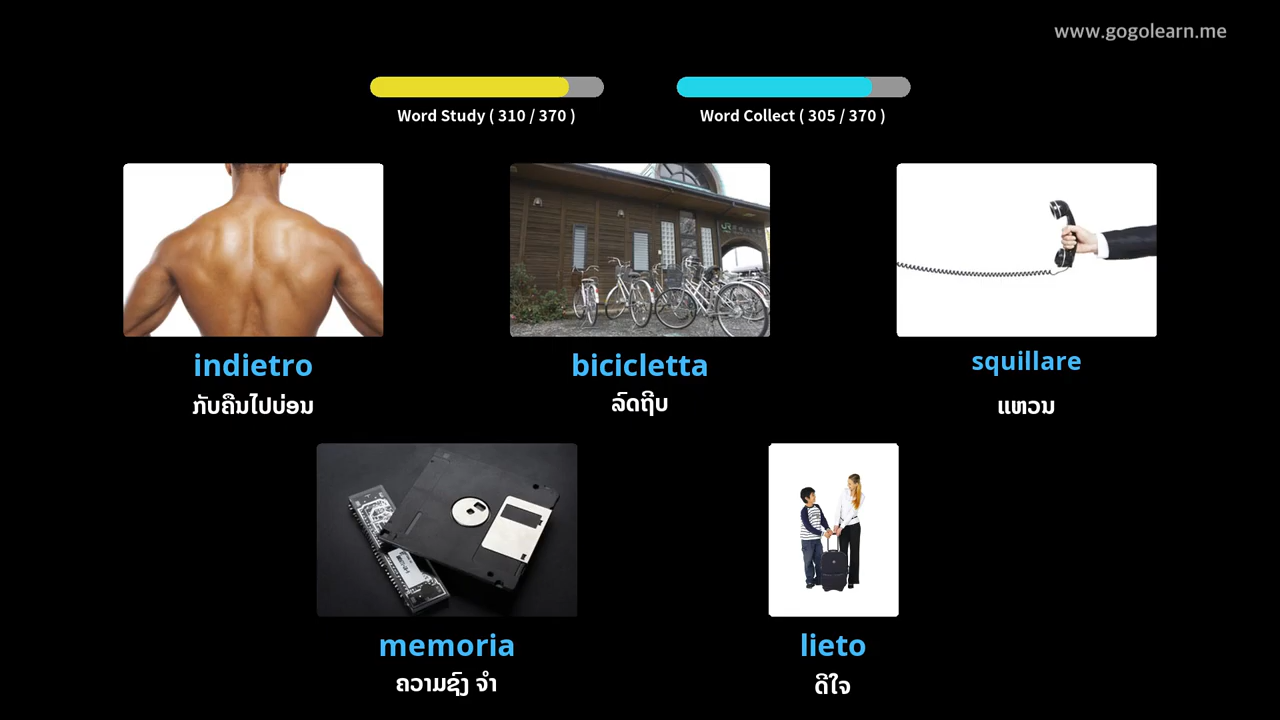 www.gogolearn.me
Word Study ( 310 / 370 )
Word Collect ( 305 / 370 )
indietro
ກັບຄືນໄປບ່ອນ
bicicletta
ລົດຖີບ
squillare
ແຫວນ
memoria
ຄວາມຊົງ ຈຳ
lieto
ດີໃຈ